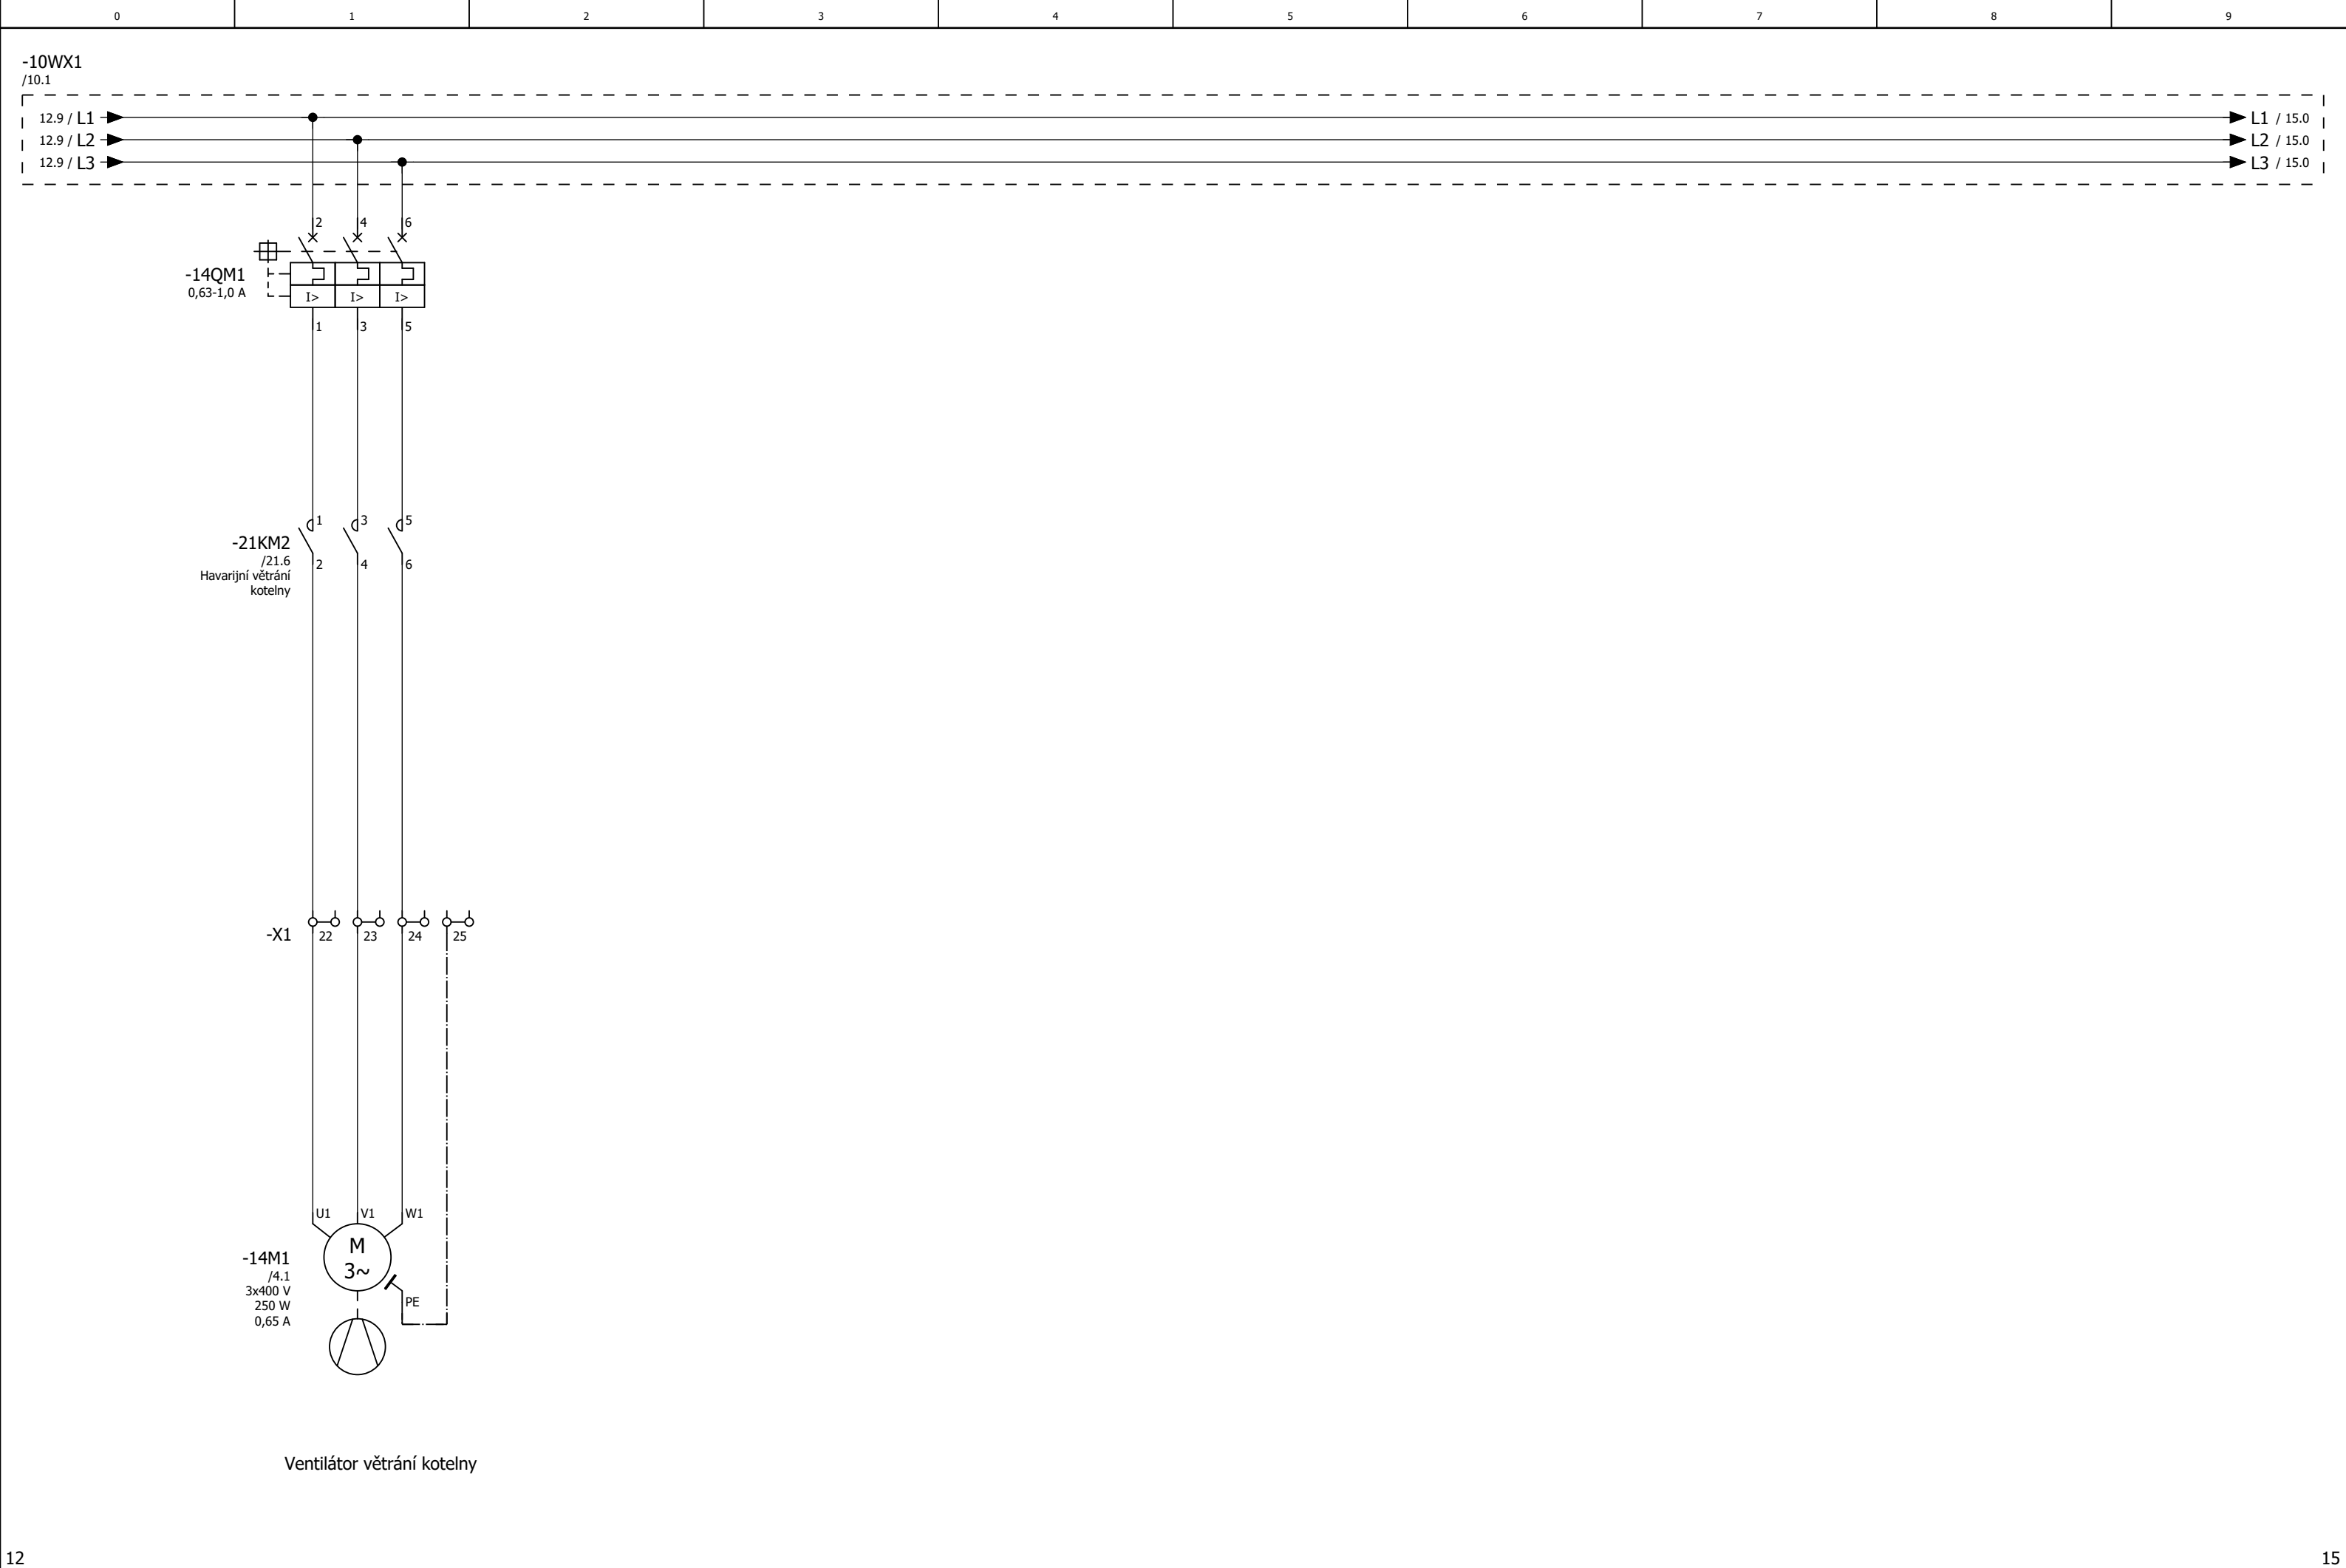 0 1 2 3 4 5 6 7 8 9
-10WX1
/10.1
12.9 / L1 L1 / 15.0
12.9 / L2 L2 / 15.0
12.9 / L3 L3 / 15.0
2 4 6
-14QM1
0,63-1,0 A
I> I> I>
1 3 5
1 3 5
-21KM2
/21.6
2 4 6
Havarijní větrání
kotelny
-X1 22 23 24 25
U1 V1 W1
M
3~
-14M1
/4.1
3x400 V
250 W
0,65 A
PE
Ventilátor větrání kotelny
12 15